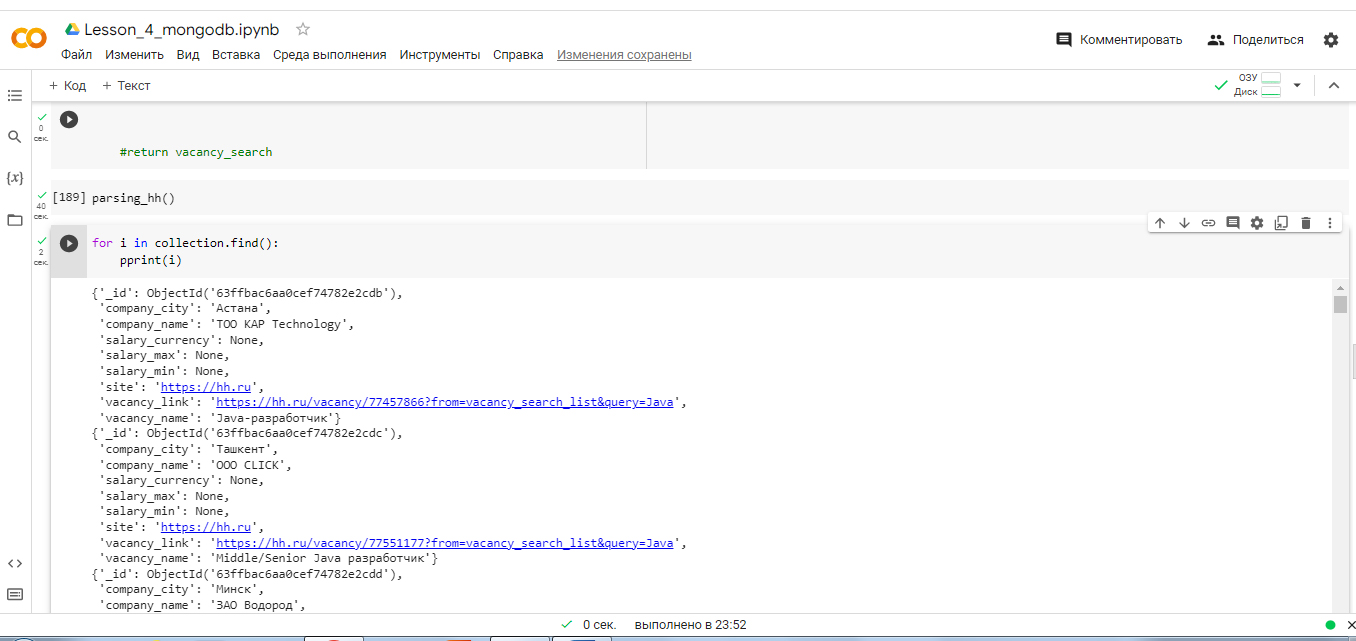 Lesson_4_mongodb.ipynb
Файл Изменить Вид Вставка Среда выполнения Инструменты Справка Изменения сохранены
Комментировать
Поделиться
+ Код + Текст
ОЗУ
Диск
0
сек.
#return vacancy_search
40
сек.
[189] parsing_hh()
2
сек.
for i in collection.find():
pprint(i)
{'_id': ObjectId('63ffbac6aa0cef74782e2cdb'),
'company_city': 'Астана',
'company_name': 'ТОО KAP Technology',
'salary_currency': None,
'salary_max': None,
'salary_min': None,
'site': 'https://hh.ru',
'vacancy_link': 'https://hh.ru/vacancy/77457866?from=vacancy_search_list&query=Java',
'vacancy_name': 'Java-разработчик'}
{'_id': ObjectId('63ffbac6aa0cef74782e2cdc'),
'company_city': 'Ташкент',
'company_name': 'ООО CLICK',
'salary_currency': None,
'salary_max': None,
'salary_min': None,
'site': 'https://hh.ru',
'vacancy_link': 'https://hh.ru/vacancy/77551177?from=vacancy_search_list&query=Java',
'vacancy_name': 'Middle/Senior Java разработчик'}
{'_id': ObjectId('63ffbac6aa0cef74782e2cdd'),
'company_city': 'Минск',
'company_name': 'ЗАО Водород',
0 сек. выполнено в 23:52